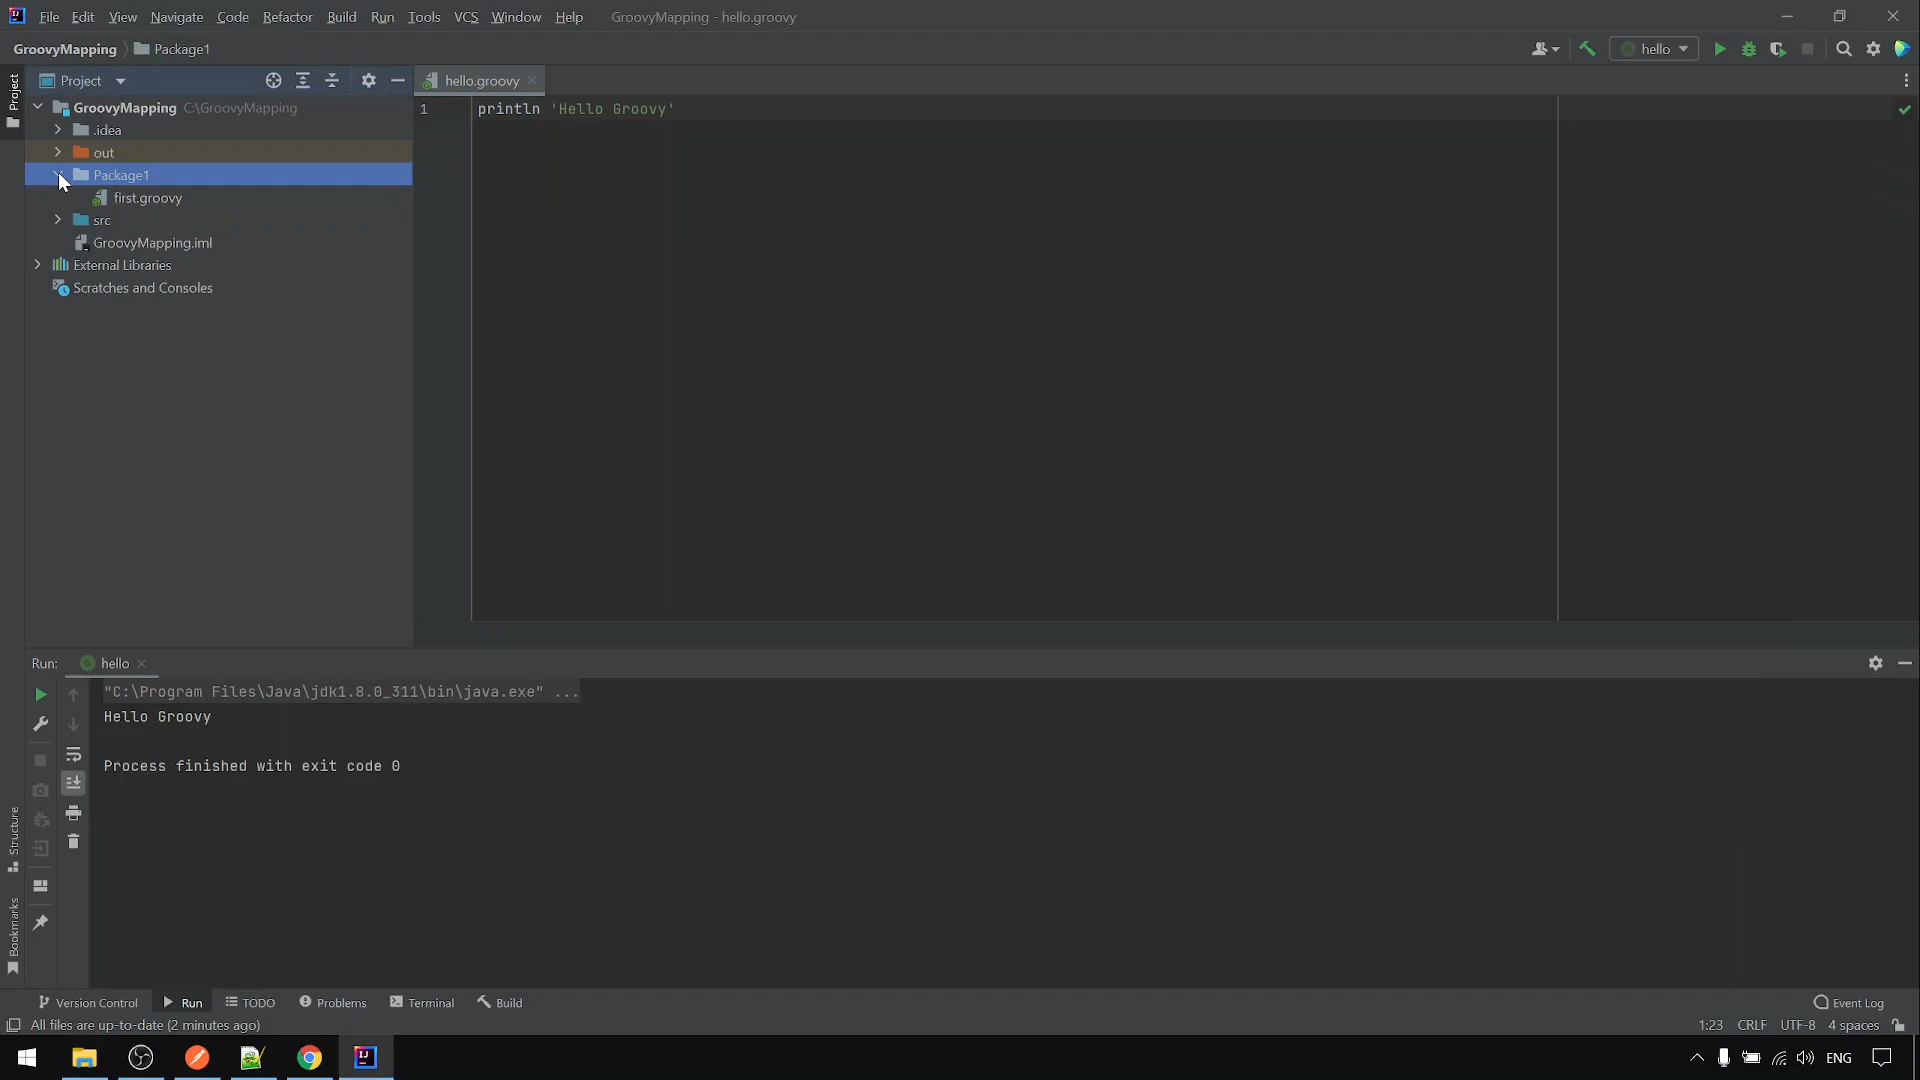 File Edit View Navigate Code Refactor Build Run Tools VCS Window Help GroovyMapping - hello.groovy
GroovyMapping Package1 hello
Project hello.groovy
Project
GroovyMapping C:\GroovyMapping
1 println 'Hello Groovy'
.idea
out
Package1
first.groovy
src
GroovyMapping.iml
External Libraries
Scratches and Consoles
Run: hello
"C:\Program Files\Java\jdk1.8.0_311\bin\java.exe" ...
Hello Groovy
Process finished with exit code 0
Structure
Bookmarks
Version Control Run TODO Problems Terminal Build Event Log
All files are up-to-date (2 minutes ago) 1:23 CRLF UTF-8 4 spaces
ENG